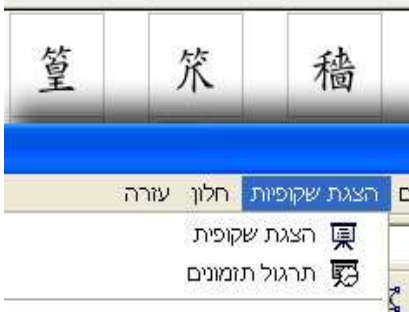 篁 笊 穡
הצגת שקופיות חלון עזרה
הצגת שקופית
תרגול תזמונים